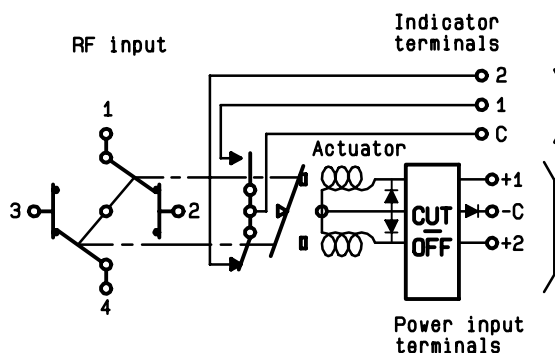 Indicator
terminals
RF input
2
1
C
1
Actuator
3
2
+1
CUT
-C
OFF
+2
4
Power input
terminals